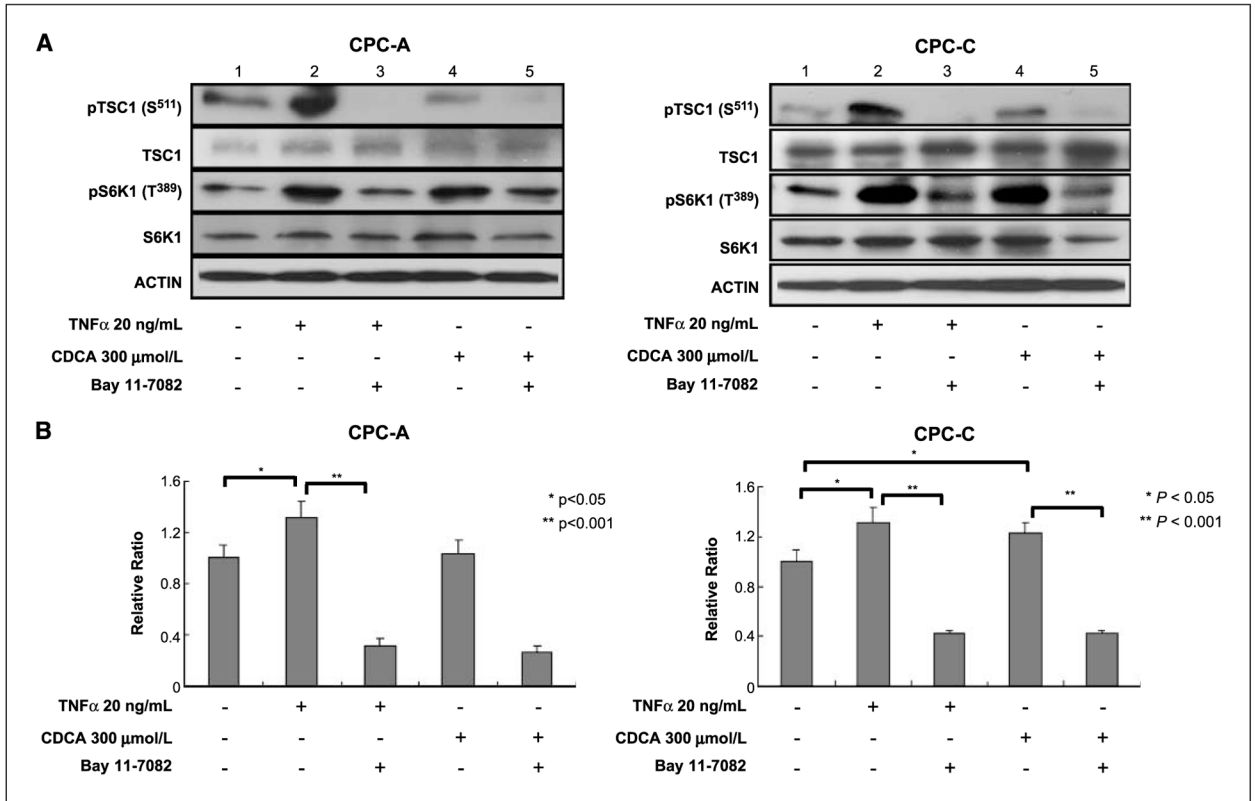 A
CPC-A
1 2 3 4 5
pTSC1 (S511)
TSC1
pS6K1 (T389)
S6K1
ACTIN
TNFα 20 ng/mL - + + - -
CDCA 300 μmol/L - - - + +
Bay 11-7082 - - + - +
CPC-C
1 2 3 4 5
pTSC1 (S511)
TSC1
pS6K1 (T389)
S6K1
ACTIN
TNFα 20 ng/mL - + + - -
CDCA 300 μmol/L - - - + +
Bay 11-7082 - - + - +
B
CPC-A
Relative Ratio
1.6
1.2
0.8
0.4
0
* **
* p<0.05
** p<0.001
TNFα 20 ng/mL - + + - -
CDCA 300 μmol/L - - - + +
Bay 11-7082 - - + - +
CPC-C
Relative Ratio
1.6
1.2
0.8
0.4
0
*
* ** **
* P < 0.05
** P < 0.001
TNFα 20 ng/mL - + + - -
CDCA 300 μmol/L - - - + +
Bay 11-7082 - - + - +